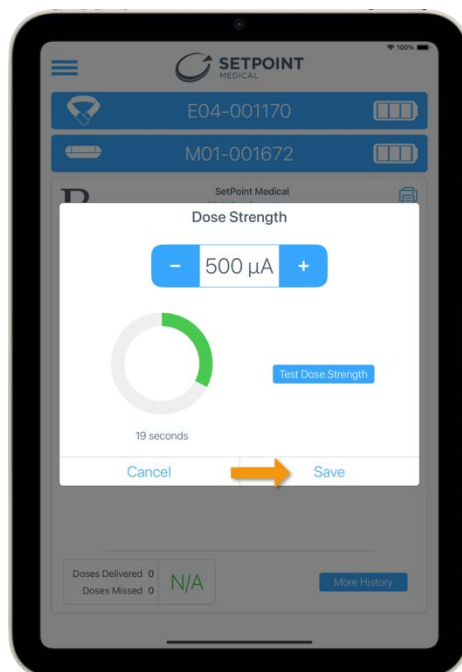 100%
SETPOINT
MEDICAL
E04-001170
M01-001672
SetPoint Medical
Dose Strength
− 500 µA +
Test Dose Strength
19 seconds
Cancel
Save
Doses Delivered 0
Doses Missed 0
N/A
More History